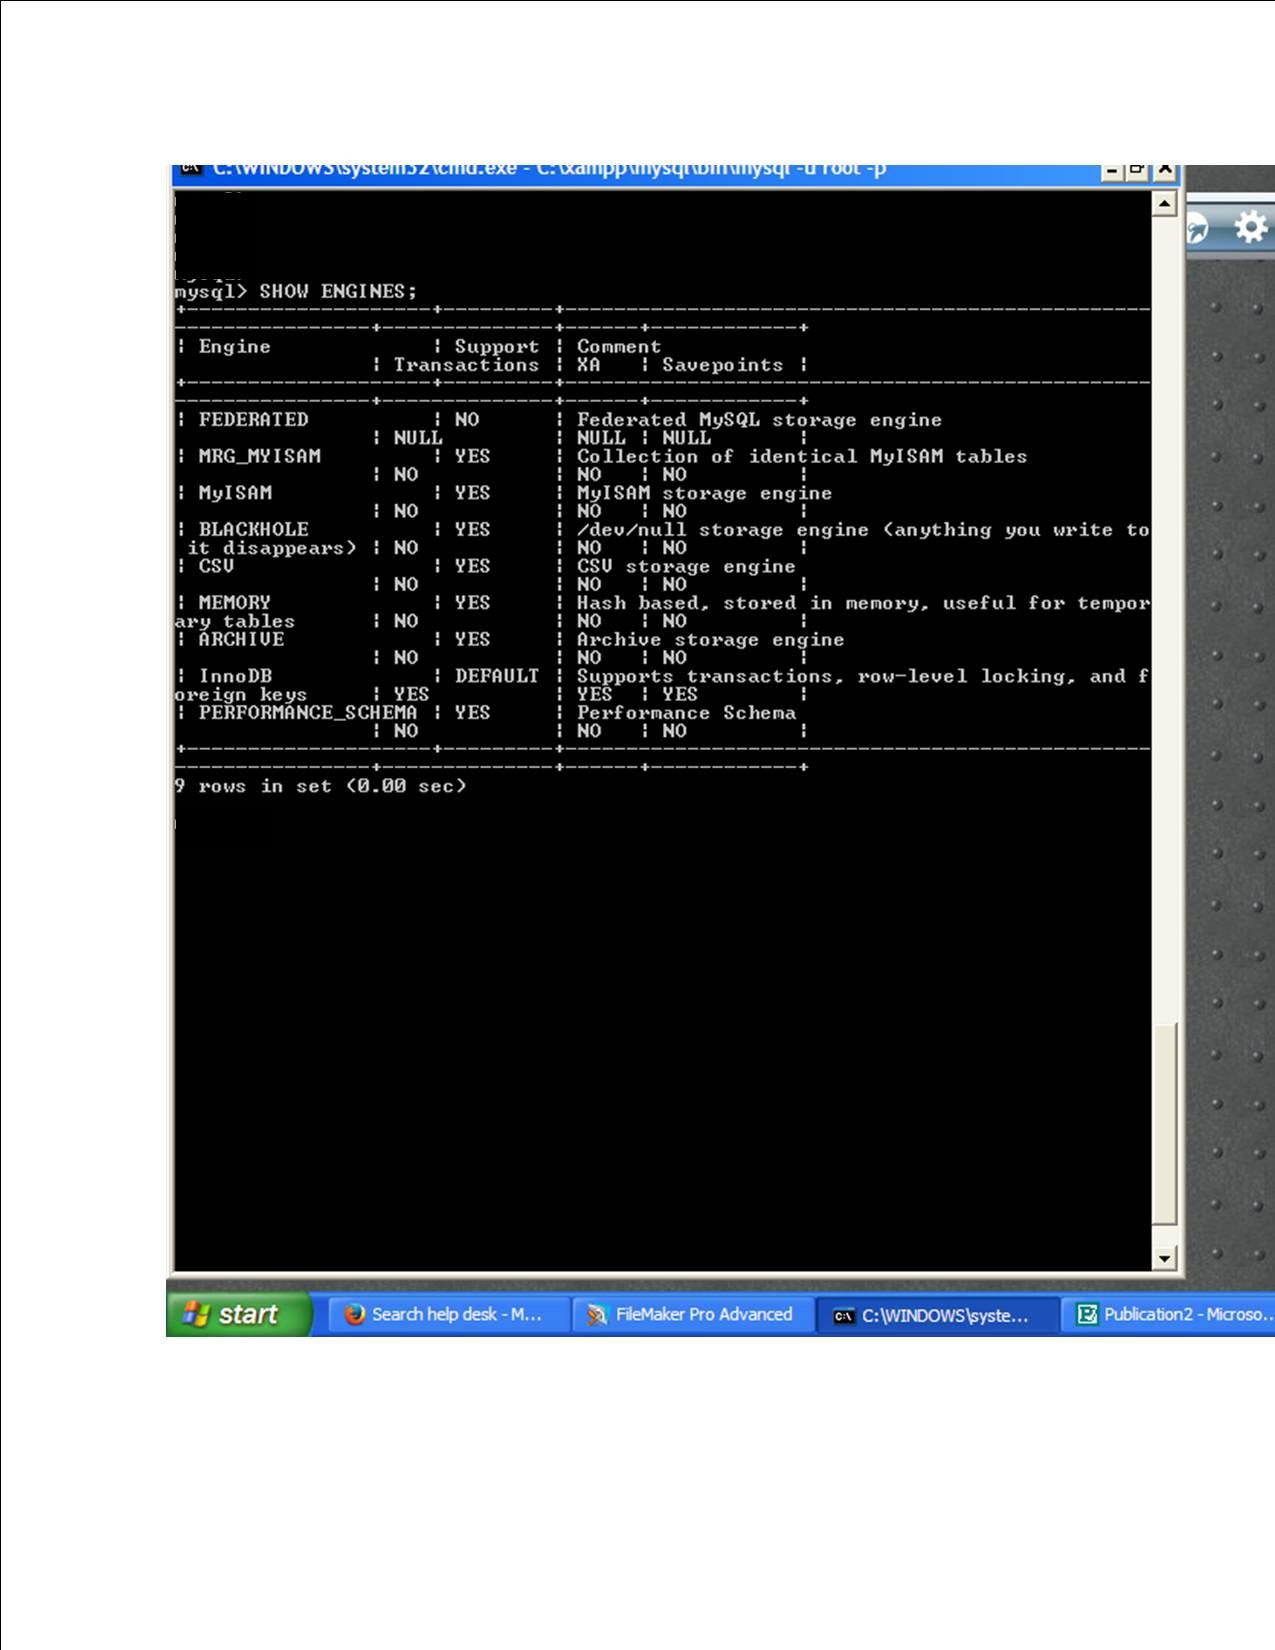 C:\WINDOWS\system32\cmd.exe - C:\xampp\mysql\bin\mysql -u root -p
mysql> SHOW ENGINES;
+--------------------+---------+------------------------------------------------
----------------+--------------+------+------------+
| Engine             | Support | Comment
                | Transactions | XA   | Savepoints |
+--------------------+---------+------------------------------------------------
----------------+--------------+------+------------+
| FEDERATED          | NO      | Federated MySQL storage engine
                | NULL         | NULL | NULL       |
| MRG_MYISAM         | YES     | Collection of identical MyISAM tables
                | NO           | NO   | NO         |
| MyISAM             | YES     | MyISAM storage engine
                | NO           | NO   | NO         |
| BLACKHOLE          | YES     | /dev/null storage engine (anything you write to
 it disappears) | NO           | NO   | NO         |
| CSV                | YES     | CSV storage engine
                | NO           | NO   | NO         |
| MEMORY             | YES     | Hash based, stored in memory, useful for tempor
ary tables      | NO           | NO   | NO         |
| ARCHIVE            | YES     | Archive storage engine
                | NO           | NO   | NO         |
| InnoDB             | DEFAULT | Supports transactions, row-level locking, and f
oreign keys     | YES          | YES  | YES        |
| PERFORMANCE_SCHEMA | YES     | Performance Schema
                | NO           | NO   | NO         |
+--------------------+---------+------------------------------------------------
----------------+--------------+------+------------+
9 rows in set (0.00 sec)
start
Search help desk - M...
FileMaker Pro Advanced
C:\WINDOWS\syste...
Publication2 - Microso...